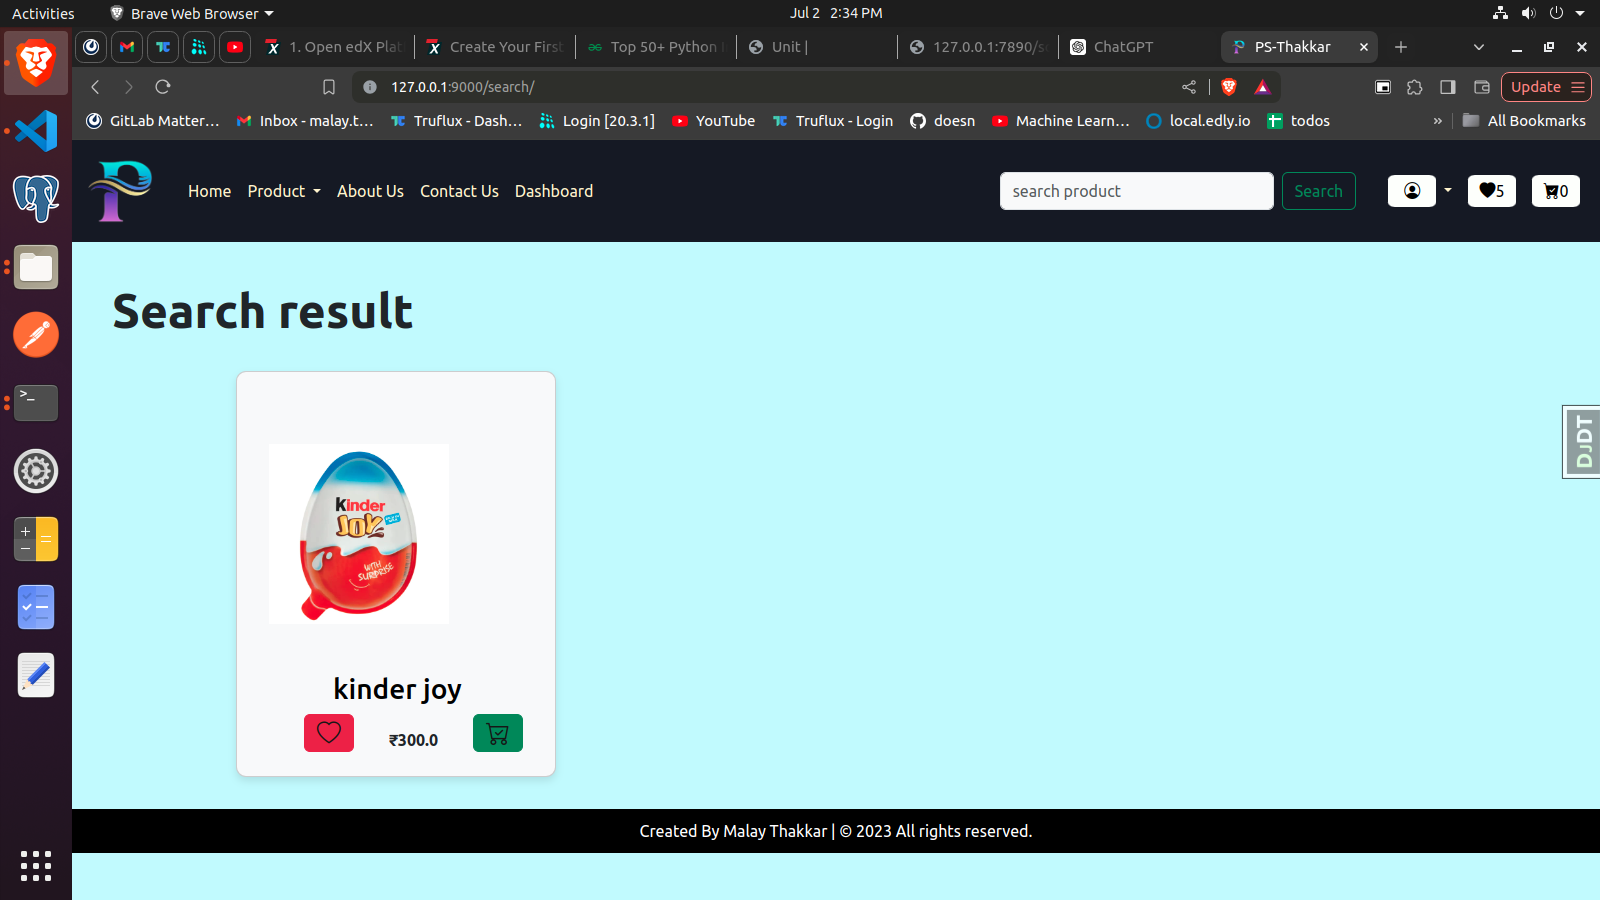 Activities
Brave Web Browser
Jul 2 2:34 PM
1. Open edX Plat
Create Your First
Top 50+ Python
Unit |
127.0.0.1:7890/s
ChatGPT
PS-Thakkar
127.0.0.1:9000/search/
Update
GitLab Matter…
Inbox - malay.t…
Truflux - Dash…
Login [20.3.1]
YouTube
Truflux - Login
doesn
Machine Learn…
local.edly.io
todos
»
All Bookmarks
Home
Product
About Us
Contact Us
Dashboard
search product
Search
5
0
Search result
kinder
JOY
WITH
SURPRISE
kinder joy
₹300.0
DJDT
Created By Malay Thakkar | © 2023 All rights reserved.